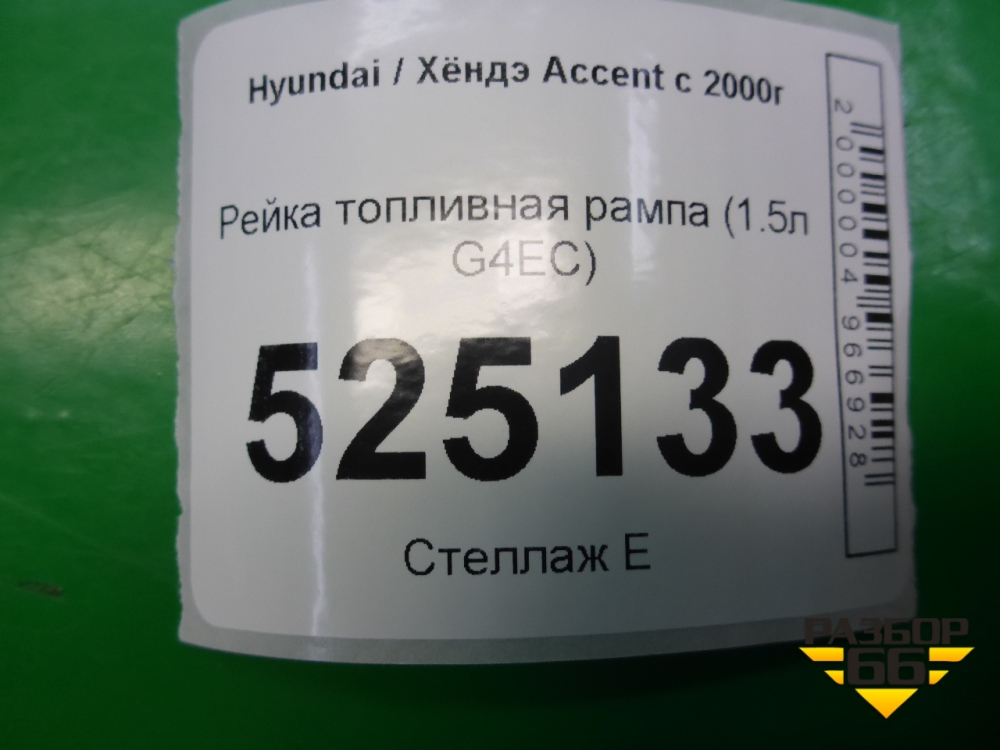 Hyundai / Хёндэ Accent с 2000г
Рейка топливная рампа (1.5л
G4EC)
525133
Стеллаж Е
2000004966928
РАЗБОР
66